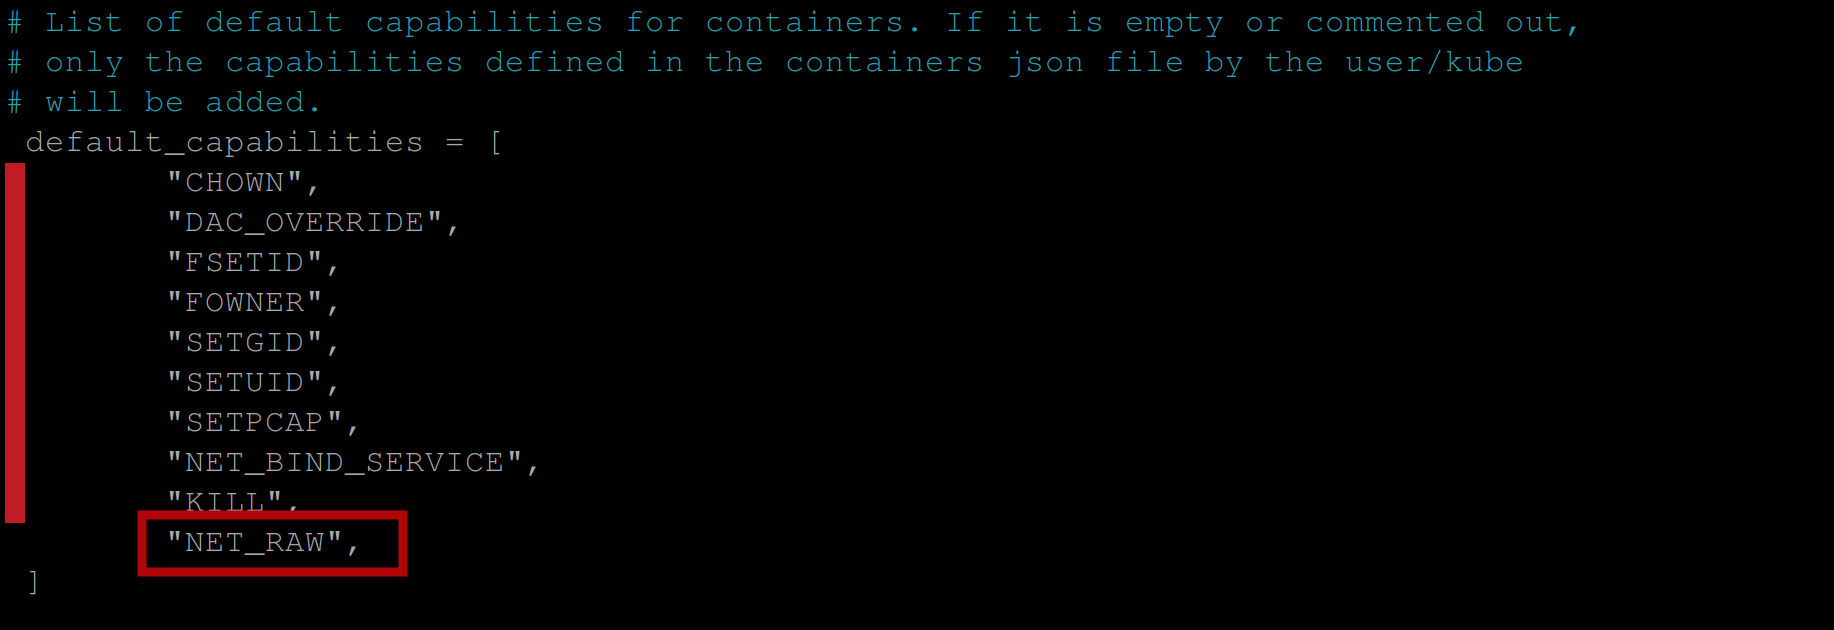 # List of default capabilities for containers. If it is empty or commented out,
# only the capabilities defined in the containers json file by the user/kube
# will be added.
default_capabilities = [
"CHOWN",
"DAC_OVERRIDE",
"FSETID",
"FOWNER",
"SETGID",
"SETUID",
"SETPCAP",
"NET_BIND_SERVICE",
"KILL",
"NET_RAW",
]